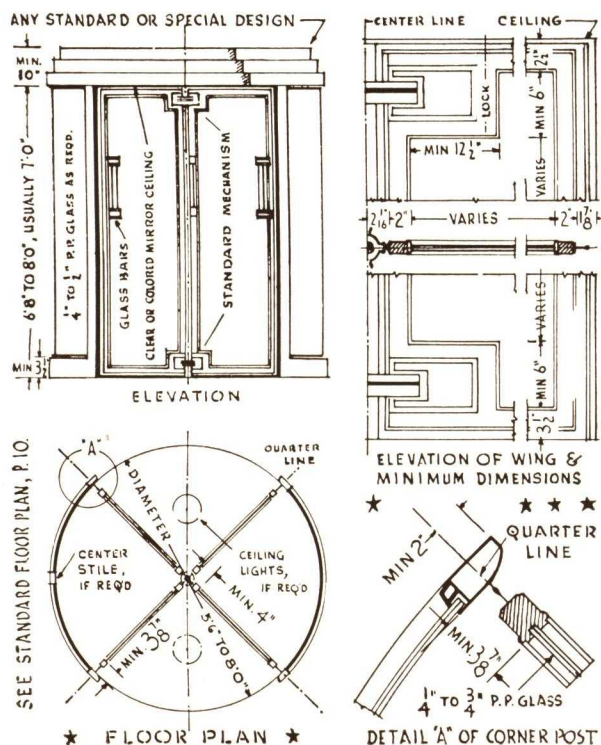 ANY STANDARD OR SPECIAL DESIGN
MIN.
10"
6'8" TO 8'0", USUALLY 7'0"
1/4" TO 1/2" P.P. GLASS AS REQD.
GLASS BARS
CLEAR OR COLORED MIRROR CEILING
STANDARD MECHANISM
MIN 3 1/2
ELEVATION
CENTER LINE
CEILING
2 1/2"
LOCK
MIN 6"
MIN 12 1/2"
VARIES
2 1/16"
2"
VARIES
2"
1 7/8"
VARIES
MIN 6"
3 1/2"
ELEVATION OF WING &
MINIMUM DIMENSIONS
★ ★ ★ ★
SEE STANDARD FLOOR PLAN, P.10.
"A"
QUARTER
LINE
DIAMETER
CENTER
STILE,
IF REQ'D
CEILING
LIGHTS,
IF REQ'D
MIN. 4"
5'6" TO 8'0"
MIN. 3 7/8"
★ FLOOR PLAN ★
QUARTER
LINE
MIN 2"
MIN. 3 7/8"
1/4" TO 3/4" P.P. GLASS
DETAIL "A" OF CORNER POST